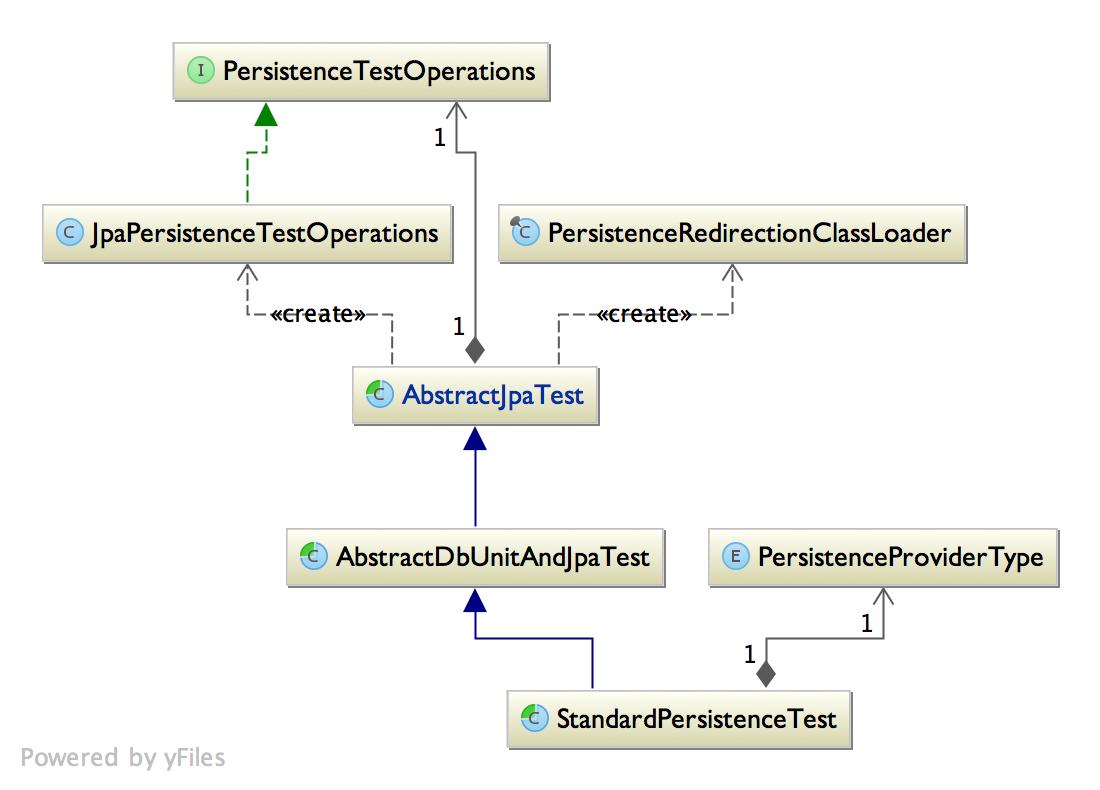 I PersistenceTestOperations
1
C JpaPersistenceTestOperations
C PersistenceRedirectionClassLoader
«create»
1
«create»
C AbstractJpaTest
C AbstractDbUnitAndJpaTest
E PersistenceProviderType
1
1
C StandardPersistenceTest
Powered by yFiles